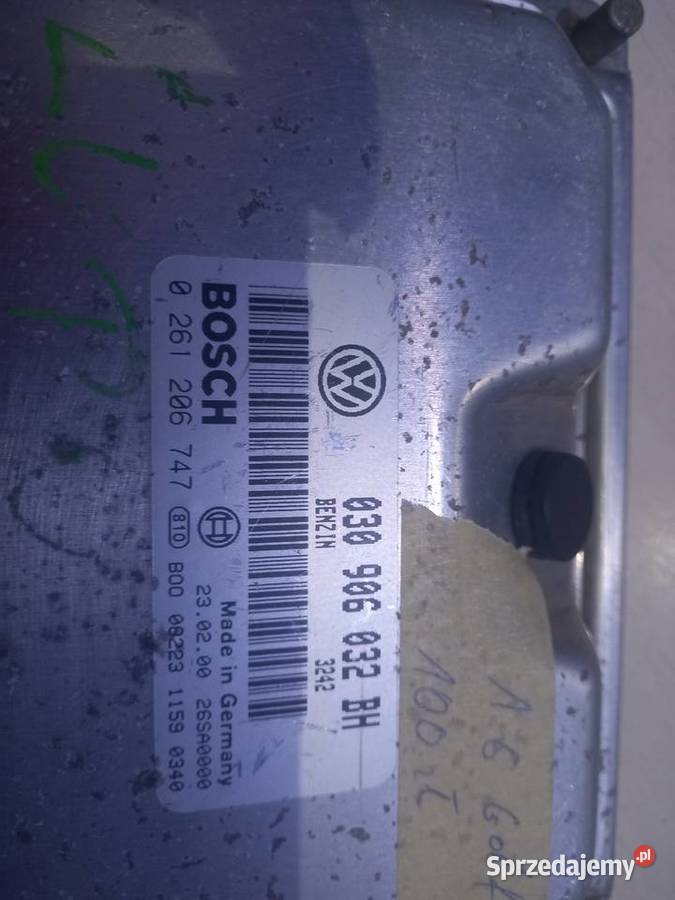 030 906 032 BH
BENZIN
3242
BOSCH
Made in Germany
23.02.00 26SA0000
0 261 206 747 B10 B00 08223 1159 0340
1.6 Golf
100 zł
Sprzedajemy.pl